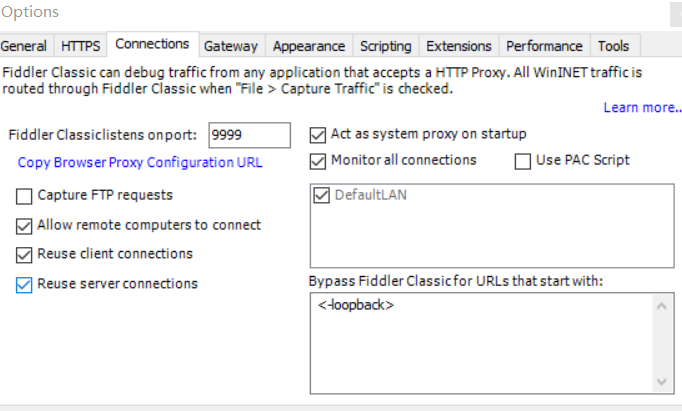 Options
General HTTPS Connections Gateway Appearance Scripting Extensions Performance Tools
Fiddler Classic can debug traffic from any application that accepts a HTTP Proxy. All WinINET traffic is
routed through Fiddler Classic when "File > Capture Traffic" is checked.
Learn more..
Fiddler Classic listens on port: 9999
Copy Browser Proxy Configuration URL
Capture FTP requests
Allow remote computers to connect
Reuse client connections
Reuse server connections
Act as system proxy on startup
Monitor all connections Use PAC Script
DefaultLAN
Bypass Fiddler Classic for URLs that start with:
<-loopback>